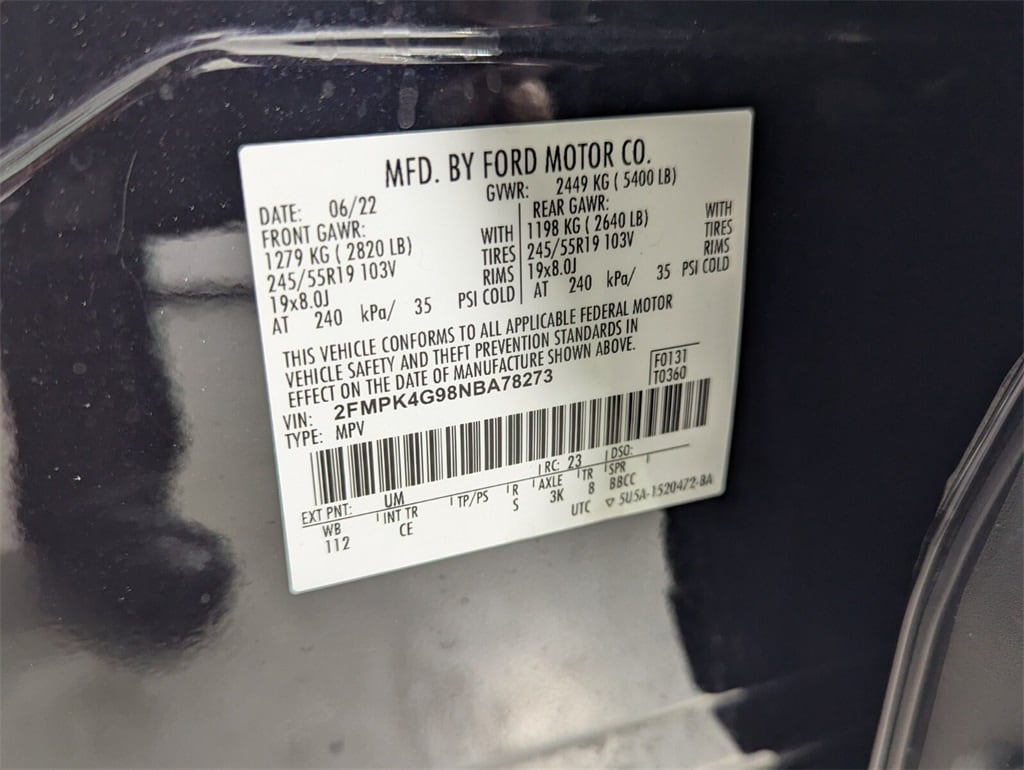 MFD. BY FORD MOTOR CO.
DATE: 06/22 GVWR: 2449 KG ( 5400 LB)
FRONT GAWR: REAR GAWR:
1279 KG ( 2820 LB) WITH 1198 KG ( 2640 LB) WITH
245/55R19 103V TIRES 245/55R19 103V TIRES
19x8.0J RIMS 19x8.0J RIMS
AT 240 kPa/ 35 PSI COLD AT 240 kPa/ 35 PSI COLD
THIS VEHICLE CONFORMS TO ALL APPLICABLE FEDERAL MOTOR
VEHICLE SAFETY AND THEFT PREVENTION STANDARDS IN
EFFECT ON THE DATE OF MANUFACTURE SHOWN ABOVE.
F0131
VIN: 2FMPK4G98NBA78273 T0360
TYPE: MPV
EXT PNT: UM RC: 23 DSO:
WB INT TR TP/PS R AXLE TR SPR
112 CE S 3K 8 BBCC
UTC ▽ 5U5A-1520472-BA